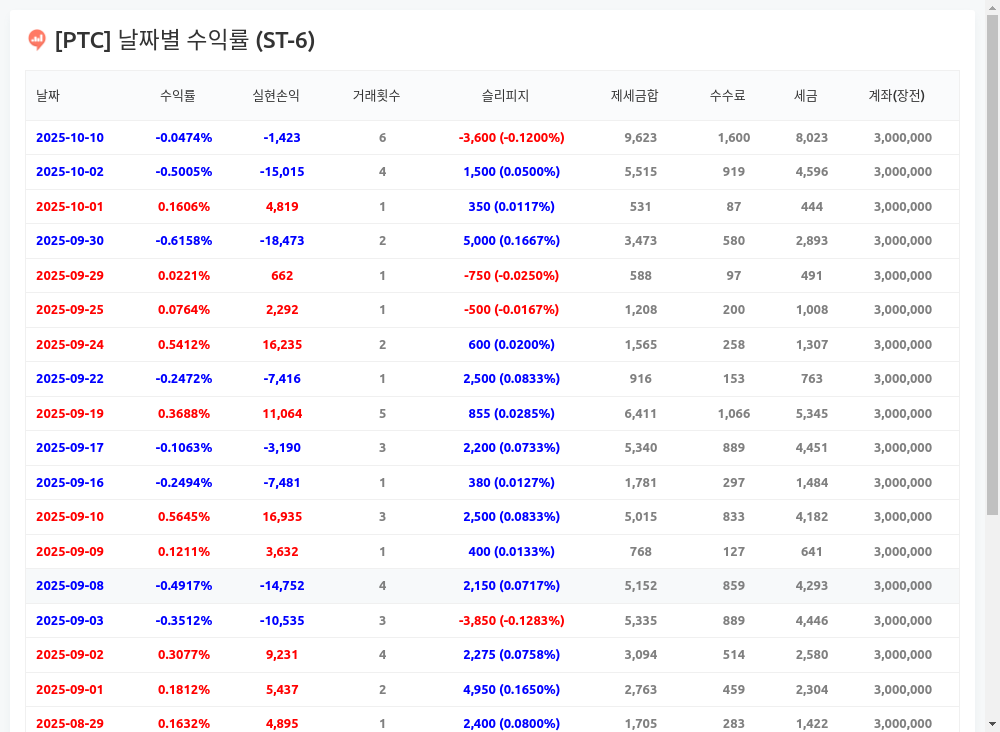 [PTC] 날짜별 수익률 (ST-6)
날짜 수익률 실현손익 거래횟수 슬리피지 제세금합 수수료 세금 계좌(장전)
2025-10-10 -0.0474% -1,423 6 -3,600 (-0.1200%) 9,623 1,600 8,023 3,000,000
2025-10-02 -0.5005% -15,015 4 1,500 (0.0500%) 5,515 919 4,596 3,000,000
2025-10-01 0.1606% 4,819 1 350 (0.0117%) 531 87 444 3,000,000
2025-09-30 -0.6158% -18,473 2 5,000 (0.1667%) 3,473 580 2,893 3,000,000
2025-09-29 0.0221% 662 1 -750 (-0.0250%) 588 97 491 3,000,000
2025-09-25 0.0764% 2,292 1 -500 (-0.0167%) 1,208 200 1,008 3,000,000
2025-09-24 0.5412% 16,235 2 600 (0.0200%) 1,565 258 1,307 3,000,000
2025-09-22 -0.2472% -7,416 1 2,500 (0.0833%) 916 153 763 3,000,000
2025-09-19 0.3688% 11,064 5 855 (0.0285%) 6,411 1,066 5,345 3,000,000
2025-09-17 -0.1063% -3,190 3 2,200 (0.0733%) 5,340 889 4,451 3,000,000
2025-09-16 -0.2494% -7,481 1 380 (0.0127%) 1,781 297 1,484 3,000,000
2025-09-10 0.5645% 16,935 3 2,500 (0.0833%) 5,015 833 4,182 3,000,000
2025-09-09 0.1211% 3,632 1 400 (0.0133%) 768 127 641 3,000,000
2025-09-08 -0.4917% -14,752 4 2,150 (0.0717%) 5,152 859 4,293 3,000,000
2025-09-03 -0.3512% -10,535 3 -3,850 (-0.1283%) 5,335 889 4,446 3,000,000
2025-09-02 0.3077% 9,231 4 2,275 (0.0758%) 3,094 514 2,580 3,000,000
2025-09-01 0.1812% 5,437 2 4,950 (0.1650%) 2,763 459 2,304 3,000,000
2025-08-29 0.1632% 4,895 1 2,400 (0.0800%) 1,705 283 1,422 3,000,000